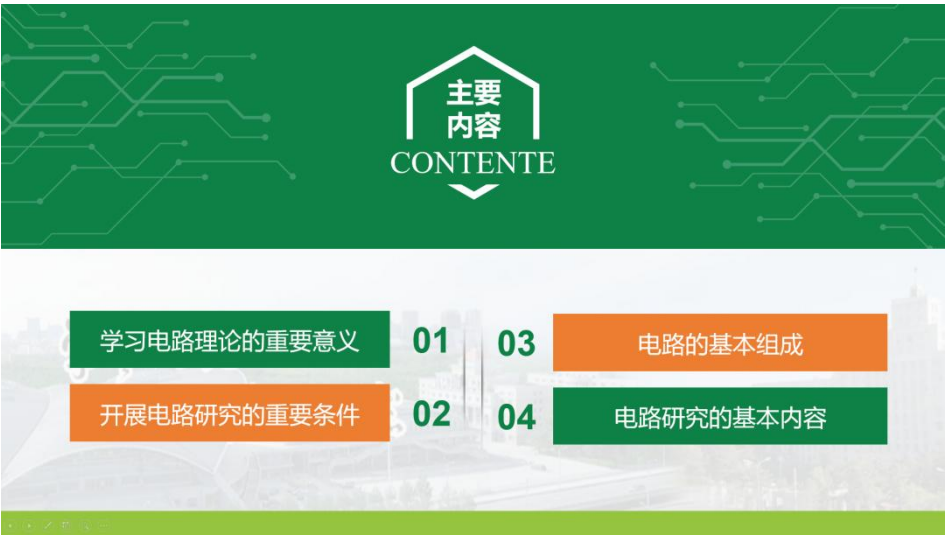 主要
内容
CONTENTE
学习电路理论的重要意义
01
开展电路研究的重要条件
02
03
电路的基本组成
04
电路研究的基本内容